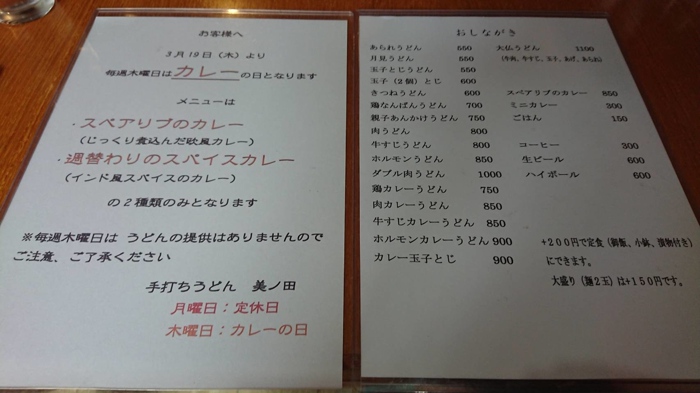 お客様へ
3月19日(木)より
毎週木曜日はカレーの日となります
メニューは
・スペアリブのカレー
(じっくり煮込んだ欧風カレー)
・週替わりのスパイスカレー
(インド風スパイスのカレー)
の2種類のみとなります
※毎週木曜日は うどんの提供はありませんので
ご注意、ご了承ください
手打ちうどん 美ノ田
月曜日:定休日
木曜日:カレーの日
おしながき
あられうどん 550
月見うどん 550
玉子とじうどん 550
玉子(2個)とじ 600
きつねうどん 600
鶏なんばんうどん 700
親子あんかけうどん 750
肉うどん 800
牛すじうどん 800
ホルモンうどん 850
ダブル肉うどん 1000
鶏カレーうどん 750
肉カレーうどん 850
牛すじカレーうどん 850
ホルモンカレーうどん 900
カレー玉子とじ 900
大仏うどん 1100
(牛肉、牛すじ、玉子、あげ、あられ)
スペアリブのカレー 850
ミニカレー 300
ごはん 150
コーヒー 300
生ビール 600
ハイボール 600
+200円で定食(御飯、小鉢、漬物付き)
にできます。
大盛り(麺2玉)は+150円です。